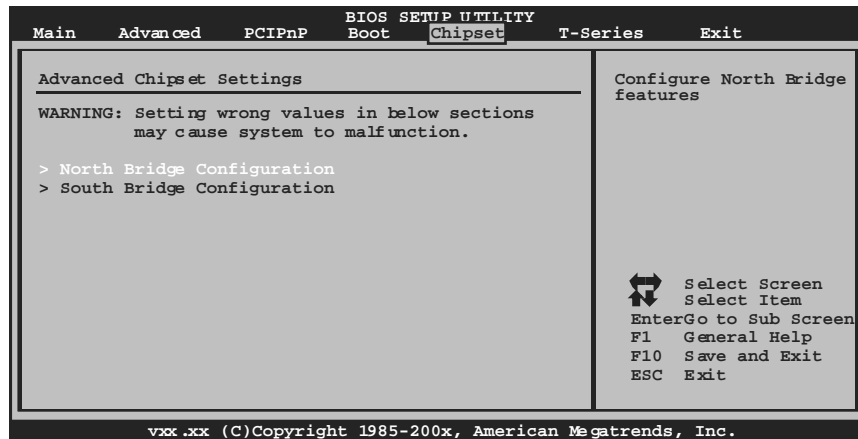 BIOS SETUP UTILITY
Main Advanced PCIPnP Boot Chipset T-Series Exit
Advanced Chipset Settings
WARNING: Setting wrong values in below sections
may cause system to malfunction.
> North Bridge Configuration
> South Bridge Configuration
Configure North Bridge
features
Select Screen
Select Item
Enter Go to Sub Screen
F1 General Help
F10 Save and Exit
ESC Exit
vxx.xx (C)Copyright 1985-200x, American Megatrends, Inc.